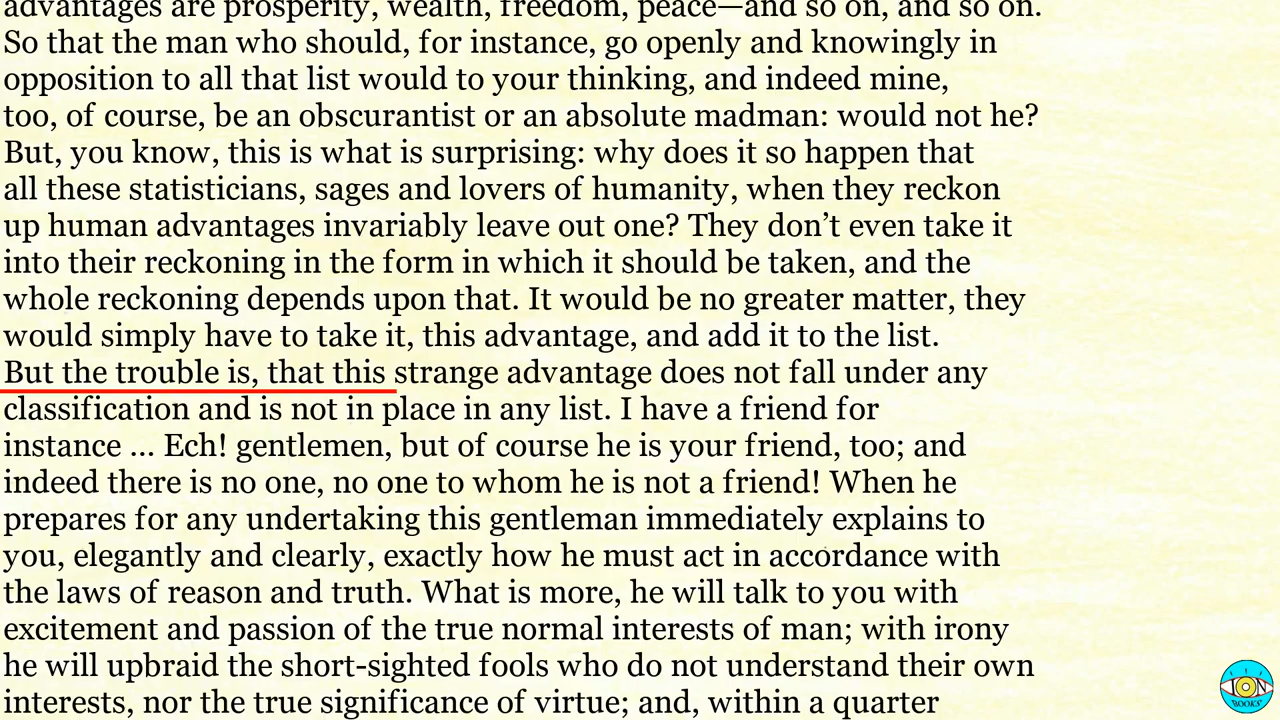 advantages are prosperity, wealth, freedom, peace—and so on, and so on.
So that the man who should, for instance, go openly and knowingly in
opposition to all that list would to your thinking, and indeed mine,
too, of course, be an obscurantist or an absolute madman: would not he?
But, you know, this is what is surprising: why does it so happen that
all these statisticians, sages and lovers of humanity, when they reckon
up human advantages invariably leave out one? They don’t even take it
into their reckoning in the form in which it should be taken, and the
whole reckoning depends upon that. It would be no greater matter, they
would simply have to take it, this advantage, and add it to the list.
But the trouble is, that this strange advantage does not fall under any
classification and is not in place in any list. I have a friend for
instance ... Ech! gentlemen, but of course he is your friend, too; and
indeed there is no one, no one to whom he is not a friend! When he
prepares for any undertaking this gentleman immediately explains to
you, elegantly and clearly, exactly how he must act in accordance with
the laws of reason and truth. What is more, he will talk to you with
excitement and passion of the true normal interests of man; with irony
he will upbraid the short-sighted fools who do not understand their own
interests, nor the true significance of virtue; and, within a quarter
ION
BOOKS